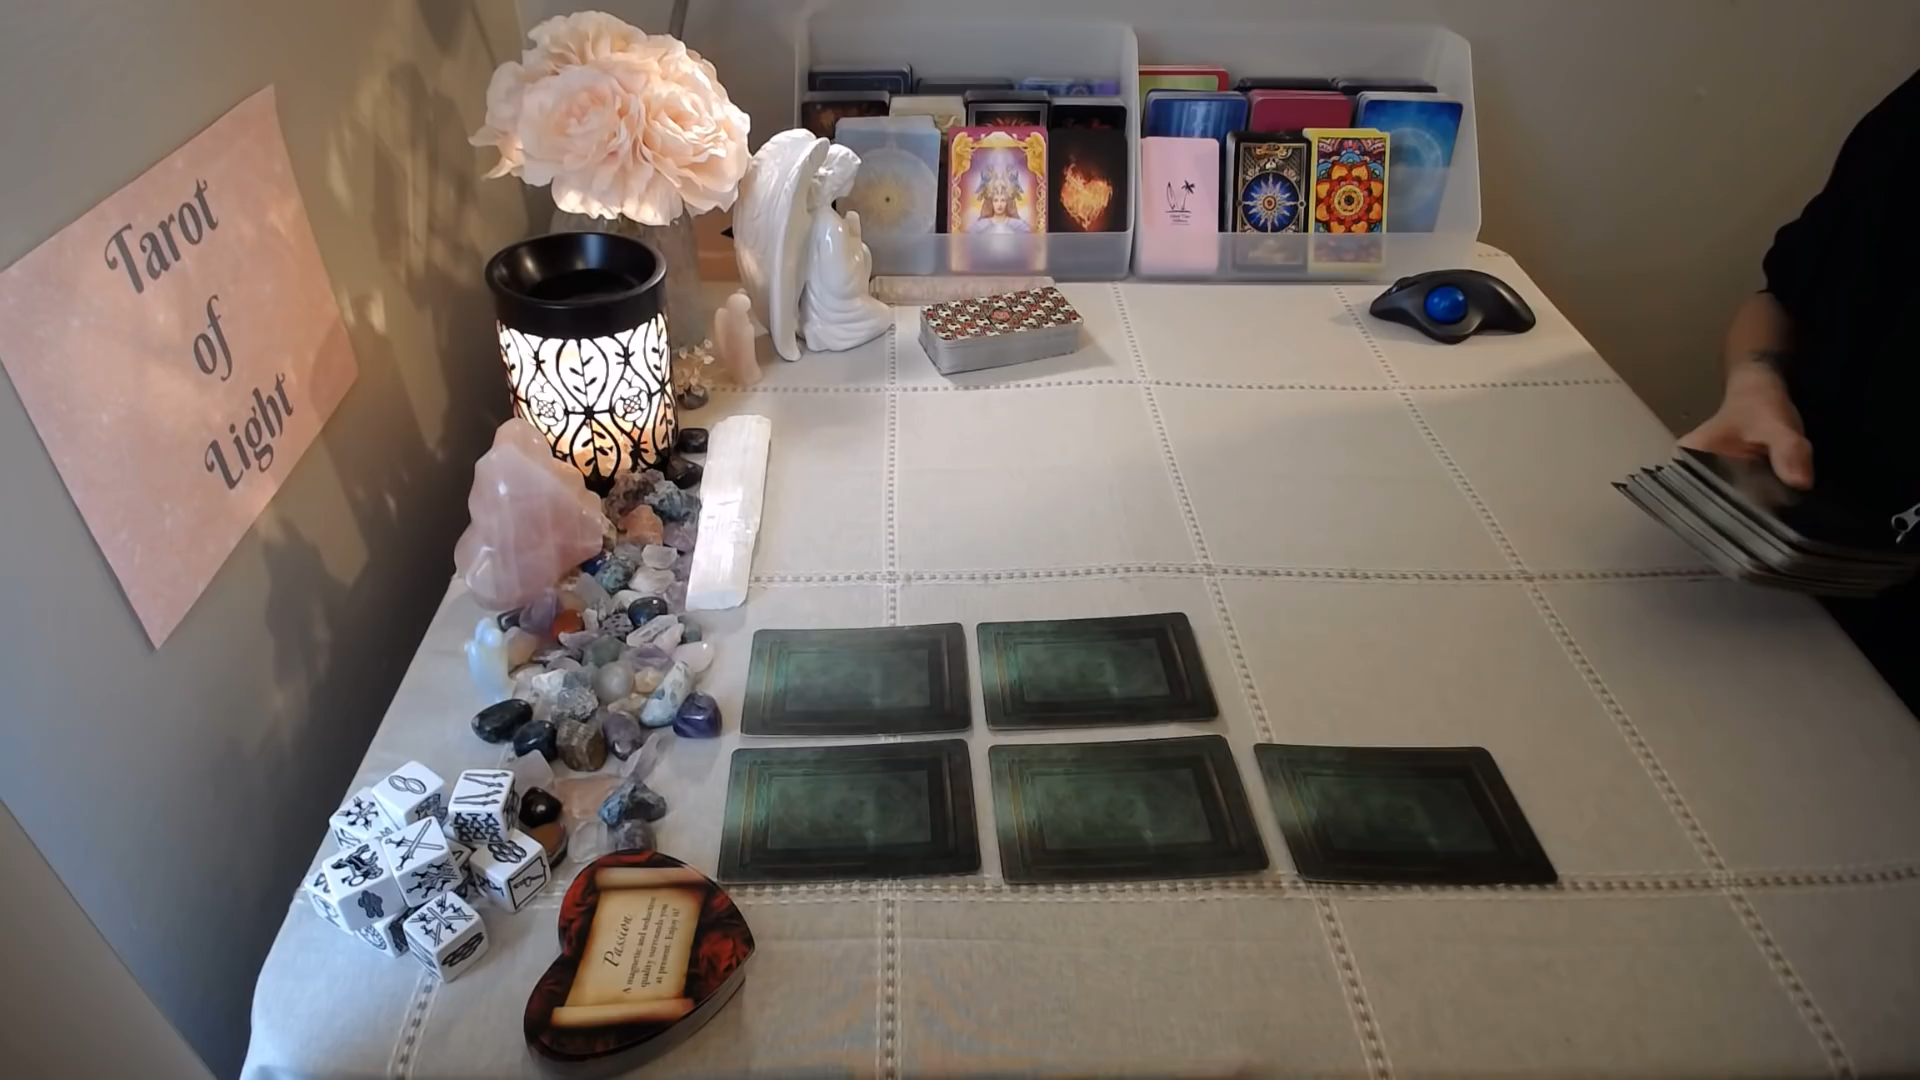 Tarot
of
Light
Passion
A magnetic and seductive
quality surrounds you
at present. Enjoy it!